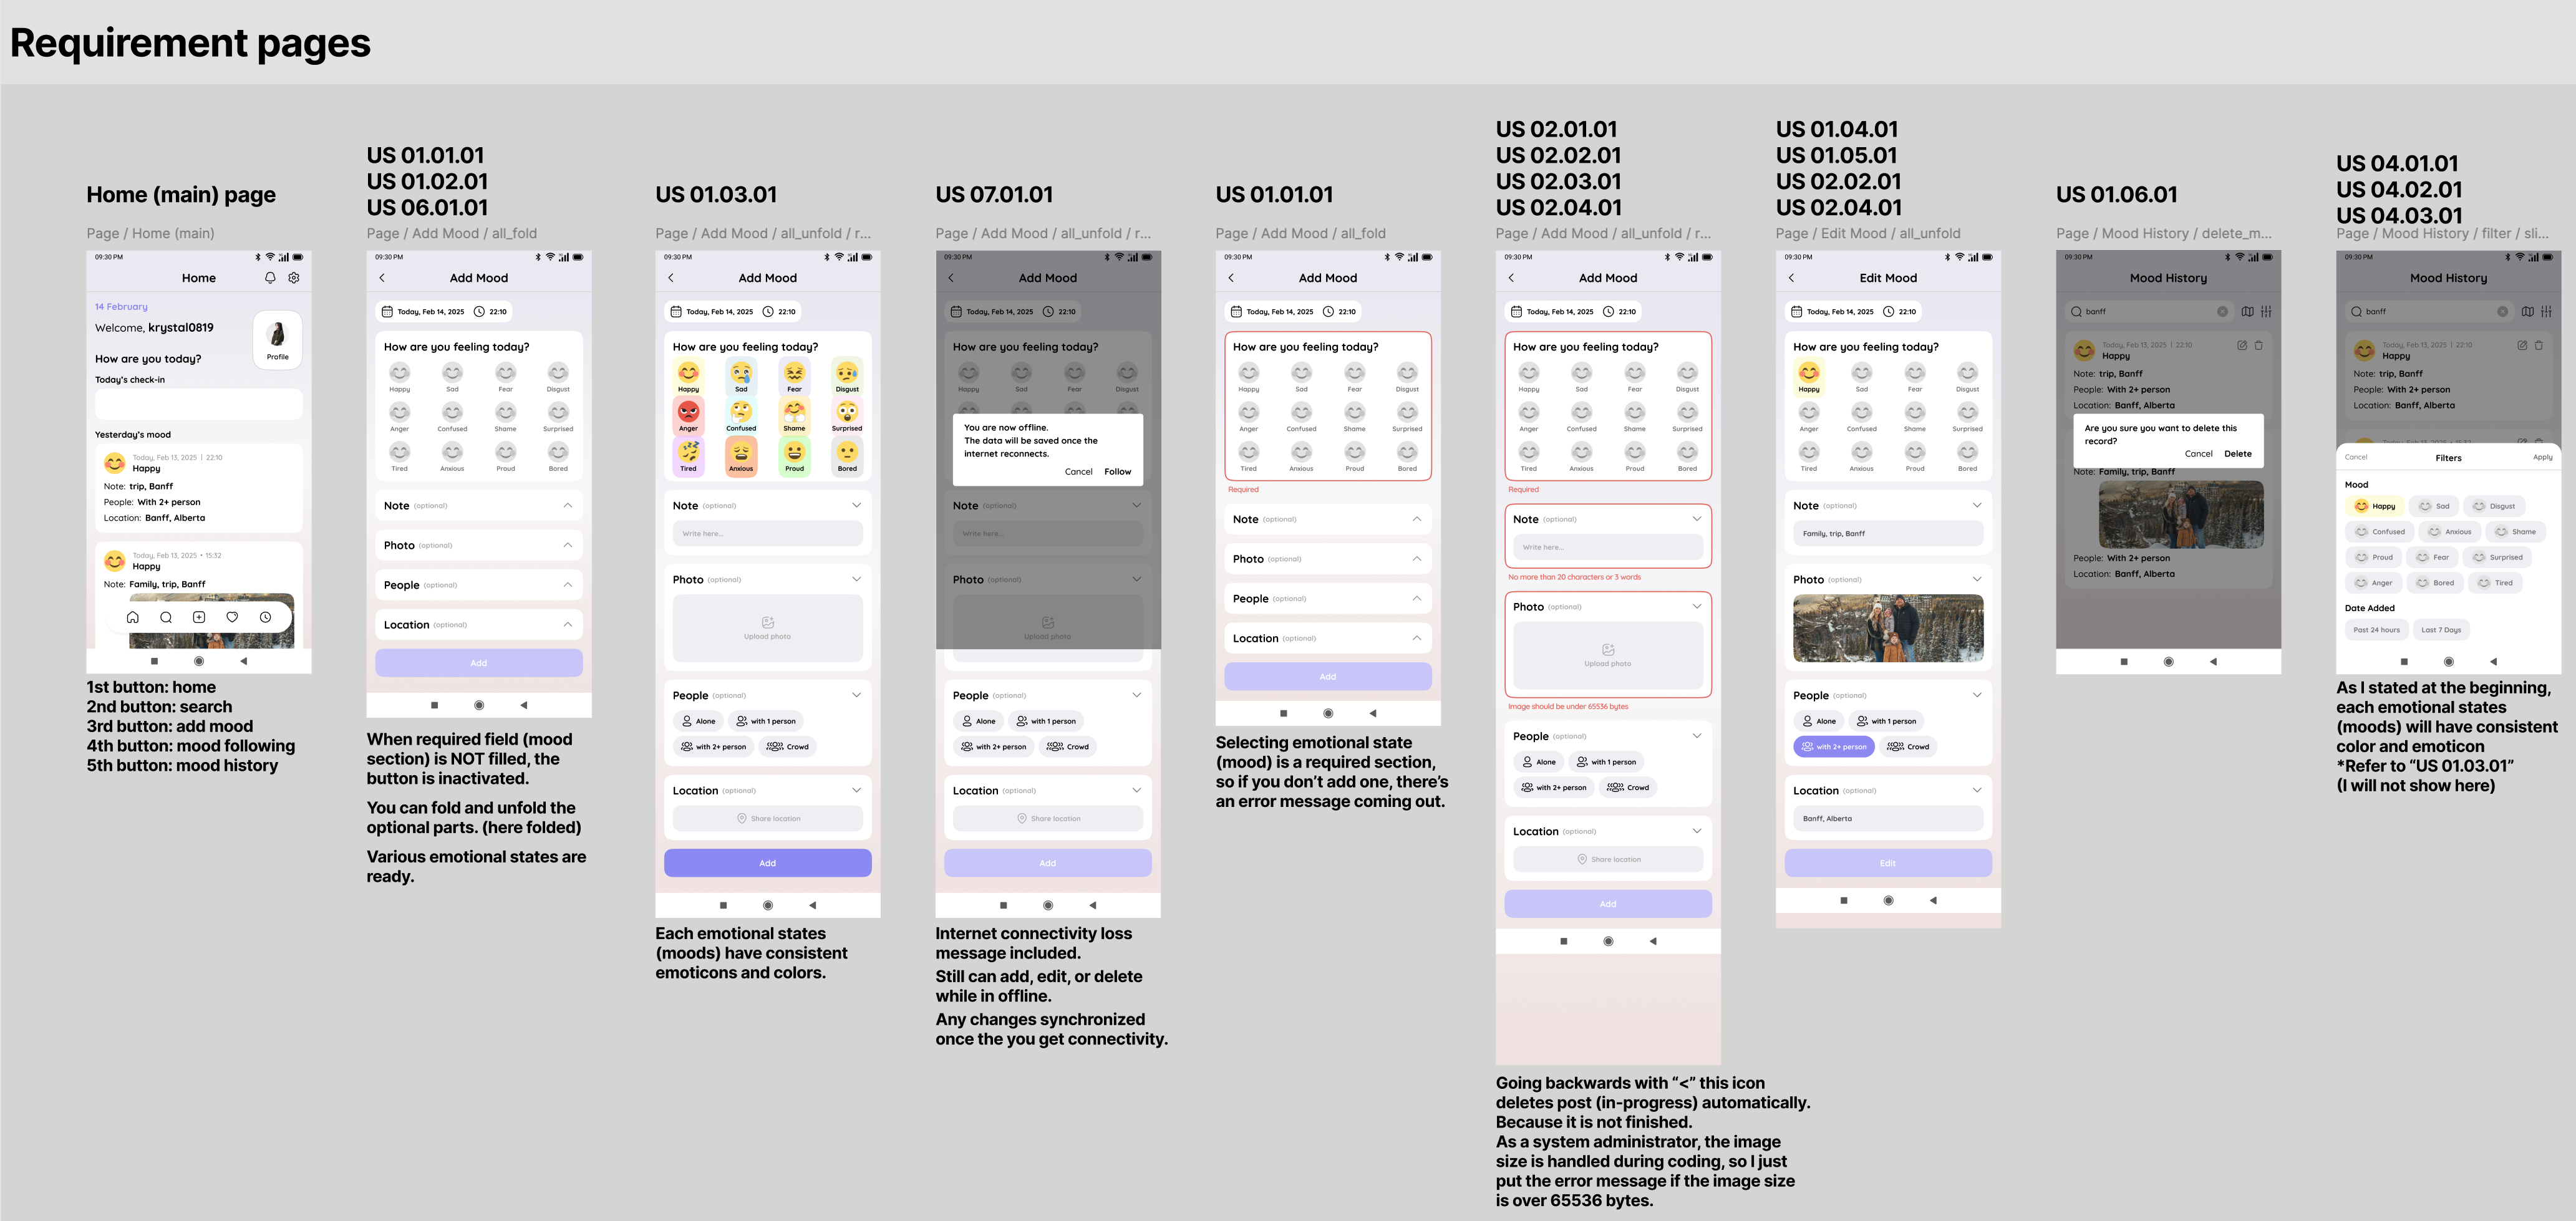 Requirement pages
Home (main) page
Page / Home (main)
09:30 PM
Home
14 February
Welcome, krystal0819
Profile
How are you today?
Today's check-in
Yesterday's mood
Today, Feb 13, 2025 | 22:10
Happy
Note: trip, Banff
People: With 2+ person
Location: Banff, Alberta
Today, Feb 13, 2025 • 15:32
Happy
Note: Family, trip, Banff
1st button: home
2nd button: search
3rd button: add mood
4th button: mood following
5th button: mood history
US 01.01.01
US 01.02.01
US 06.01.01
Page / Add Mood / all_fold
09:30 PM
Add Mood
Today, Feb 14, 2025 22:10
How are you feeling today?
Happy Sad Fear Disgust
Anger Confused Shame Surprised
Tired Anxious Proud Bored
Note (optional)
Photo (optional)
People (optional)
Location (optional)
Add
When required field (mood
section) is NOT filled, the
button is inactivated.
You can fold and unfold the
optional parts. (here folded)
Various emotional states are
ready.
US 01.03.01
Page / Add Mood / all_unfold / r...
09:30 PM
Add Mood
Today, Feb 14, 2025 22:10
How are you feeling today?
Happy Sad Fear Disgust
Anger Confused Shame Surprised
Tired Anxious Proud Bored
Note (optional)
Write here...
Photo (optional)
Upload photo
People (optional)
Alone with 1 person
with 2+ person Crowd
Location (optional)
Share location
Add
Each emotional states
(moods) have consistent
emoticons and colors.
US 07.01.01
Page / Add Mood / all_unfold / r...
09:30 PM
Add Mood
Today, Feb 14, 2025 22:10
How are you feeling today?
Happy Sad Fear Disgust
You are now offline.
The data will be saved once the
internet reconnects.
Cancel Follow
Note (optional)
Write here...
Photo (optional)
Upload photo
People (optional)
Alone with 1 person
with 2+ person Crowd
Location (optional)
Share location
Add
Internet connectivity loss
message included.
Still can add, edit, or delete
while in offline.
Any changes synchronized
once the you get connectivity.
US 01.01.01
Page / Add Mood / all_fold
09:30 PM
Add Mood
Today, Feb 14, 2025 22:10
How are you feeling today?
Happy Sad Fear Disgust
Anger Confused Shame Surprised
Tired Anxious Proud Bored
Required
Note (optional)
Photo (optional)
People (optional)
Location (optional)
Add
Selecting emotional state
(mood) is a required section,
so if you don't add one, there's
an error message coming out.
US 02.01.01
US 02.02.01
US 02.03.01
US 02.04.01
Page / Add Mood / all_unfold / r...
09:30 PM
Add Mood
Today, Feb 14, 2025 22:10
How are you feeling today?
Happy Sad Fear Disgust
Anger Confused Shame Surprised
Tired Anxious Proud Bored
Required
Note (optional)
Write here...
No more than 20 characters or 3 words
Photo (optional)
Upload photo
Image should be under 65536 bytes
People (optional)
Alone with 1 person
with 2+ person Crowd
Location (optional)
Share location
Add
Going backwards with “<” this icon
deletes post (in-progress) automatically.
Because it is not finished.
As a system administrator, the image
size is handled during coding, so I just
put the error message if the image size
is over 65536 bytes.
US 01.04.01
US 01.05.01
US 02.02.01
US 02.04.01
Page / Edit Mood / all_unfold
09:30 PM
Edit Mood
Today, Feb 14, 2025 22:10
How are you feeling today?
Happy Sad Fear Disgust
Anger Confused Shame Surprised
Tired Anxious Proud Bored
Note (optional)
Family, trip, Banff
Photo (optional)
People (optional)
Alone with 1 person
with 2+ person Crowd
Location (optional)
Banff, Alberta
Edit
US 01.06.01
Page / Mood History / delete_m...
09:30 PM
Mood History
banff
Today, Feb 13, 2025 | 22:10
Happy
Note: trip, Banff
People: With 2+ person
Location: Banff, Alberta
Are you sure you want to delete this
record?
Cancel Delete
Note: Family, trip, Banff
People: With 2+ person
Location: Banff, Alberta
US 04.01.01
US 04.02.01
US 04.03.01
Page / Mood History / filter / sli...
09:30 PM
Mood History
banff
Today, Feb 13, 2025 | 22:10
Happy
Note: trip, Banff
People: With 2+ person
Location: Banff, Alberta
Cancel Filters Apply
Mood
Happy Sad Disgust
Confused Anxious Shame
Proud Fear Surprised
Anger Bored Tired
Date Added
Past 24 hours Last 7 Days
As I stated at the beginning,
each emotional states
(moods) will have consistent
color and emoticon
*Refer to “US 01.03.01”
(I will not show here)